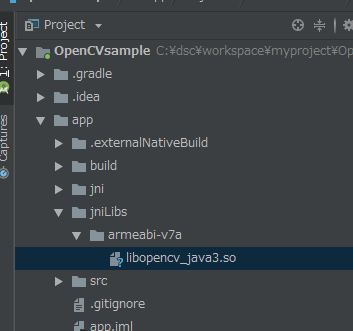 Project
OpenCVsample C:¥dsc¥workspace¥myproject¥Op
.gradle
.idea
app
.externalNativeBuild
build
jni
jniLibs
armeabi-v7a
libopencv_java3.so
src
.gitignore
app.iml
1: Project
Captures